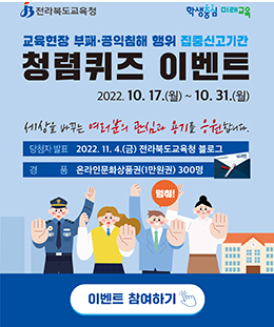 전라북도교육청 학생중심 미래교육
교육현장 부패·공익침해 행위 집중신고기간
청렴퀴즈 이벤트
2022. 10. 17.(월) ~ 10. 31.(월)
세상을 바꾸는 여러분의 관심과 용기를 응원합니다.
당첨자 발표 2022. 11. 4.(금) 전라북도교육청 블로그
경 품 온라인문화상품권(1만원권) 300명
멈춰!
이벤트 참여하기